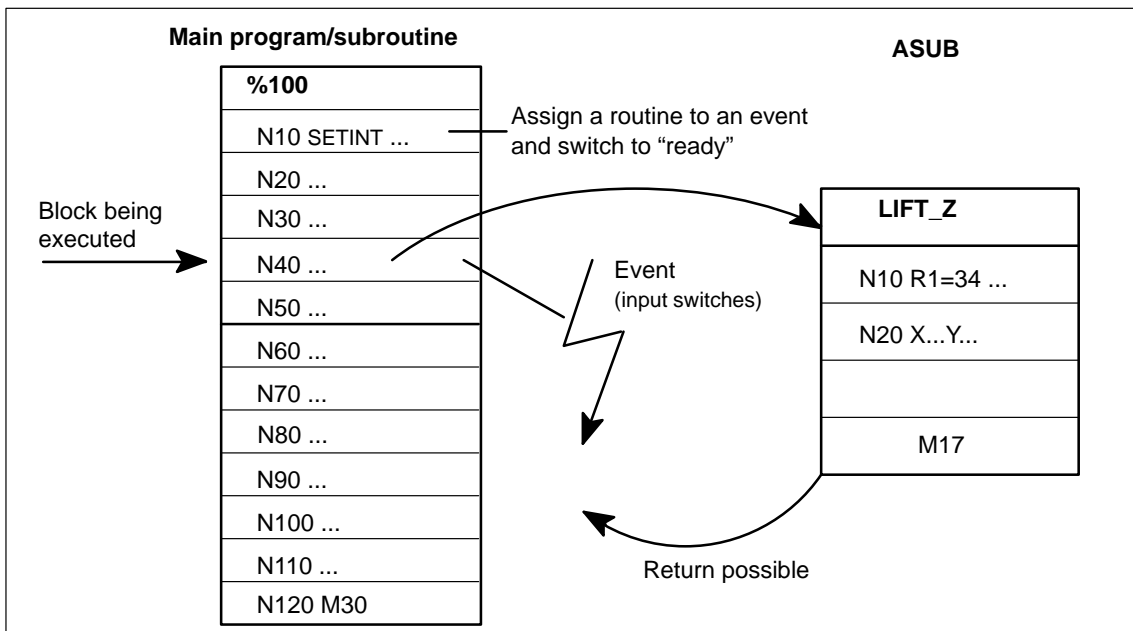 Main program/subroutine
ASUB
%100
N10 SETINT ...
Assign a routine to an event
and switch to “ready”
N20 ...
N30 ...
N40 ...
N50 ...
N60 ...
N70 ...
N80 ...
N90 ...
N100 ...
N110 ...
N120 M30
Block being
executed
Event
(input switches)
LIFT_Z
N10 R1=34 ...
N20 X...Y...
M17
Return possible